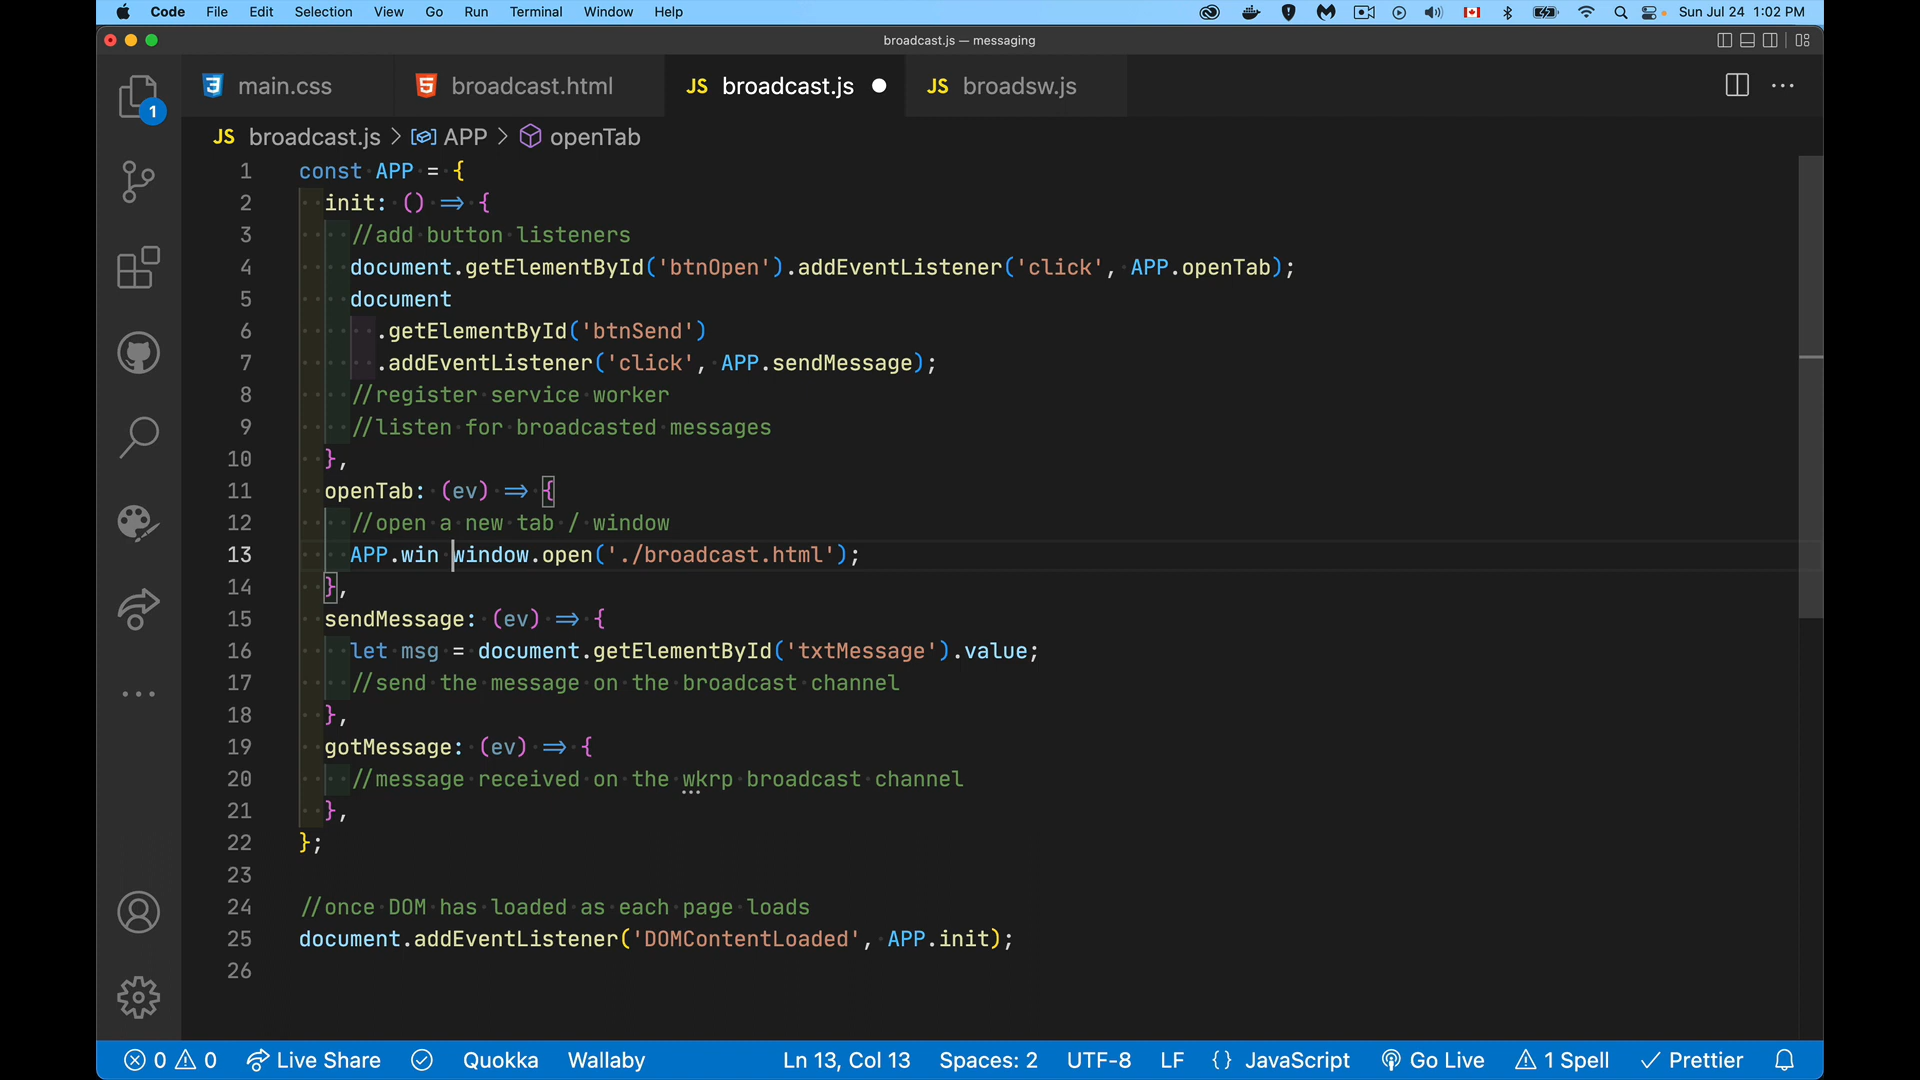 Code File Edit Selection View Go Run Terminal Window Help Sun Jul 24 1:02 PM
broadcast.js — messaging
main.css broadcast.html JS broadcast.js JS broadsw.js
1
JS broadcast.js > APP > openTab
1 const APP = {
2 init: () => {
3 //add button listeners
4 document.getElementById('btnOpen').addEventListener('click', APP.openTab);
5 document
6 .getElementById('btnSend')
7 .addEventListener('click', APP.sendMessage);
8 //register service worker
9 //listen for broadcasted messages
10 },
11 openTab: (ev) => {
12 //open a new tab / window
13 APP.win window.open('./broadcast.html');
14 },
15 sendMessage: (ev) => {
16 let msg = document.getElementById('txtMessage').value;
17 //send the message on the broadcast channel
18 },
19 gotMessage: (ev) => {
20 //message received on the wkrp broadcast channel
21 },
22 };
23
24 //once DOM has loaded as each page loads
25 document.addEventListener('DOMContentLoaded', APP.init);
26
0 0 Live Share Quokka Wallaby Ln 13, Col 13 Spaces: 2 UTF-8 LF {} JavaScript Go Live 1 Spell Prettier